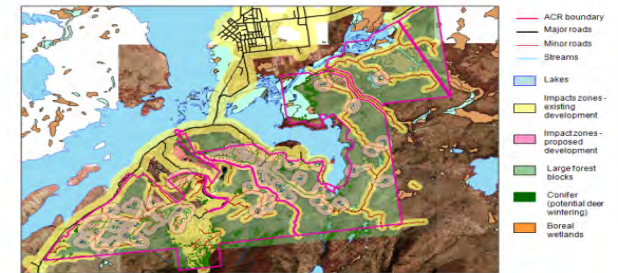 ACR boundary
Major roads
Minor roads
Streams
Lakes
Impacts zones -
existing
development
Impact zones -
proposed
development
Large forest
blocks
Conifer
(potential deer
wintering)
Boreal
wetlands